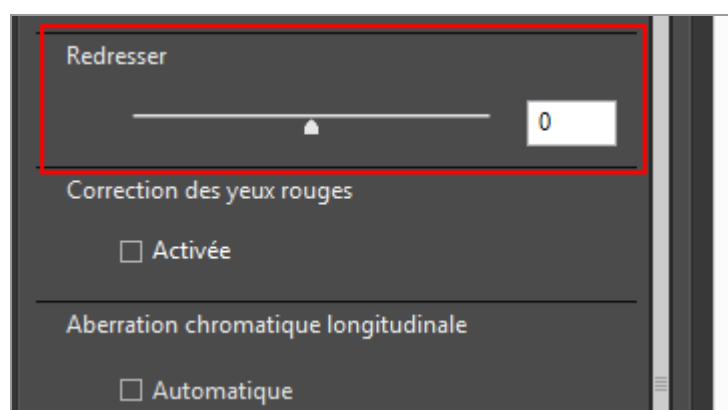 Redresser
0
Correction des yeux rouges
Activée
Aberration chromatique longitudinale
Automatique